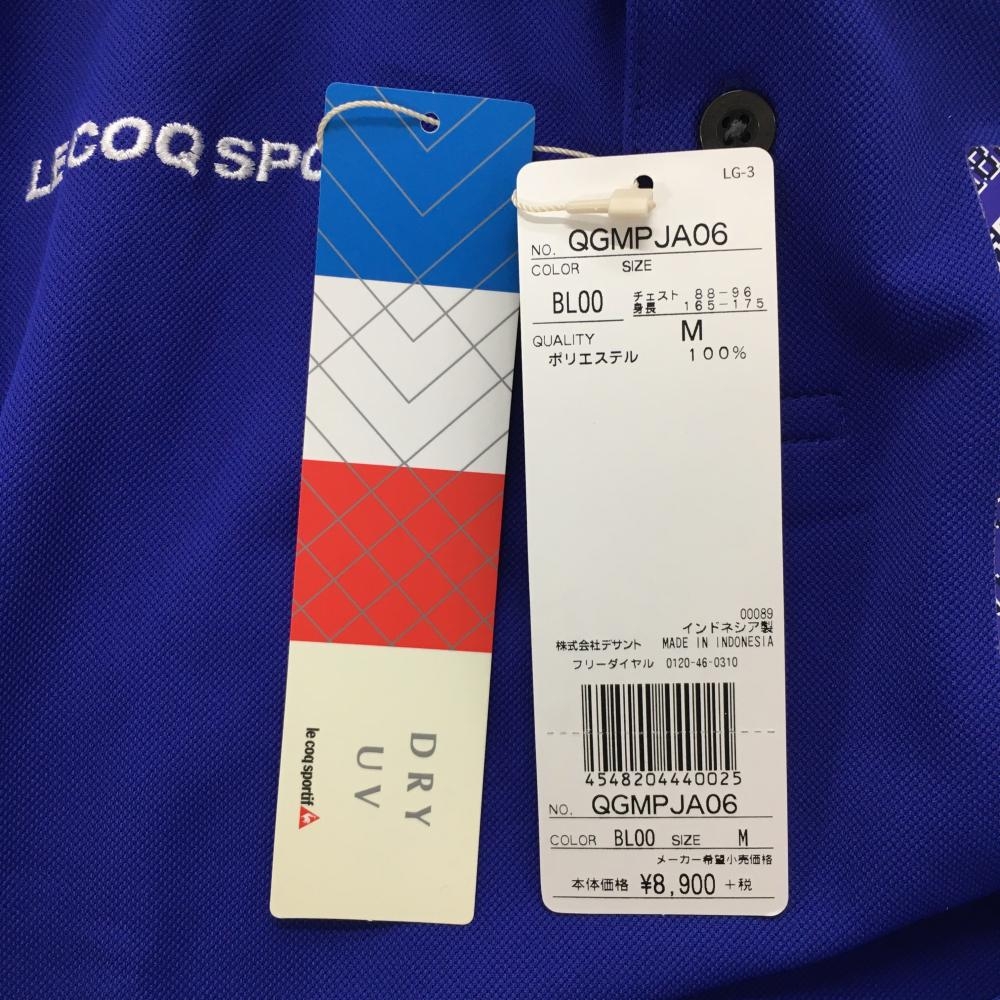 LE COQ SPO
LG-3
NO. QGMPJA06
COLOR SIZE
BL00 チェスト 88-96
身長 165-175
M
QUALITY
ポリエステル 100%
00089
インドネシア製
株式会社デサント MADE IN INDONESIA
フリーダイヤル 0120-46-0310
4548204440025
NO. QGMPJA06
COLOR BL00 SIZE M
メーカー希望小売価格
本体価格 ¥8,900 +税
DRY
UV
le coq sportif